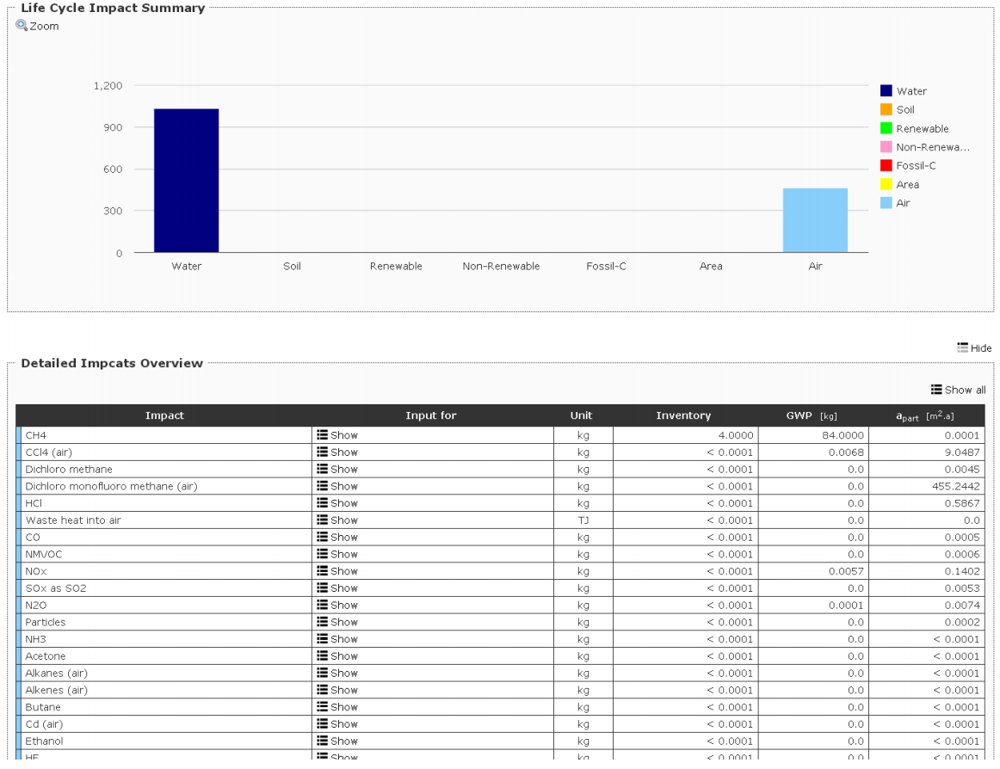 Life Cycle Impact Summary
Zoom
1,200
900
600
300
0
Water
Soil
Renewable
Non-Renewable
Fossil-C
Area
Air
Water
Soil
Renewable
Non-Renewa...
Fossil-C
Area
Air
Hide
Detailed Impcats Overview
Show all
Impact Input for Unit Inventory GWP [kg] apart [m².a]
CH4 Show kg 4.0000 84.0000 0.0001
CCl4 (air) Show kg < 0.0001 0.0068 9.0487
Dichloro methane Show kg < 0.0001 0.0 0.0045
Dichloro monofluoro methane (air) Show kg < 0.0001 0.0 455.2442
HCl Show kg < 0.0001 0.0 0.5867
Waste heat into air Show TJ < 0.0001 0.0 0.0
CO Show kg < 0.0001 0.0 0.0005
NMVOC Show kg < 0.0001 0.0 0.0006
NOx Show kg < 0.0001 0.0057 0.1402
SOx as SO2 Show kg < 0.0001 0.0 0.0053
N2O Show kg < 0.0001 0.0001 0.0074
Particles Show kg < 0.0001 0.0 0.0002
NH3 Show kg < 0.0001 0.0 < 0.0001
Acetone Show kg < 0.0001 0.0 < 0.0001
Alkanes (air) Show kg < 0.0001 0.0 < 0.0001
Alkenes (air) Show kg < 0.0001 0.0 < 0.0001
Butane Show kg < 0.0001 0.0 < 0.0001
Cd (air) Show kg < 0.0001 0.0 < 0.0001
Ethanol Show kg < 0.0001 0.0 < 0.0001
HF Show kg < 0.0001 0.0 < 0.0001